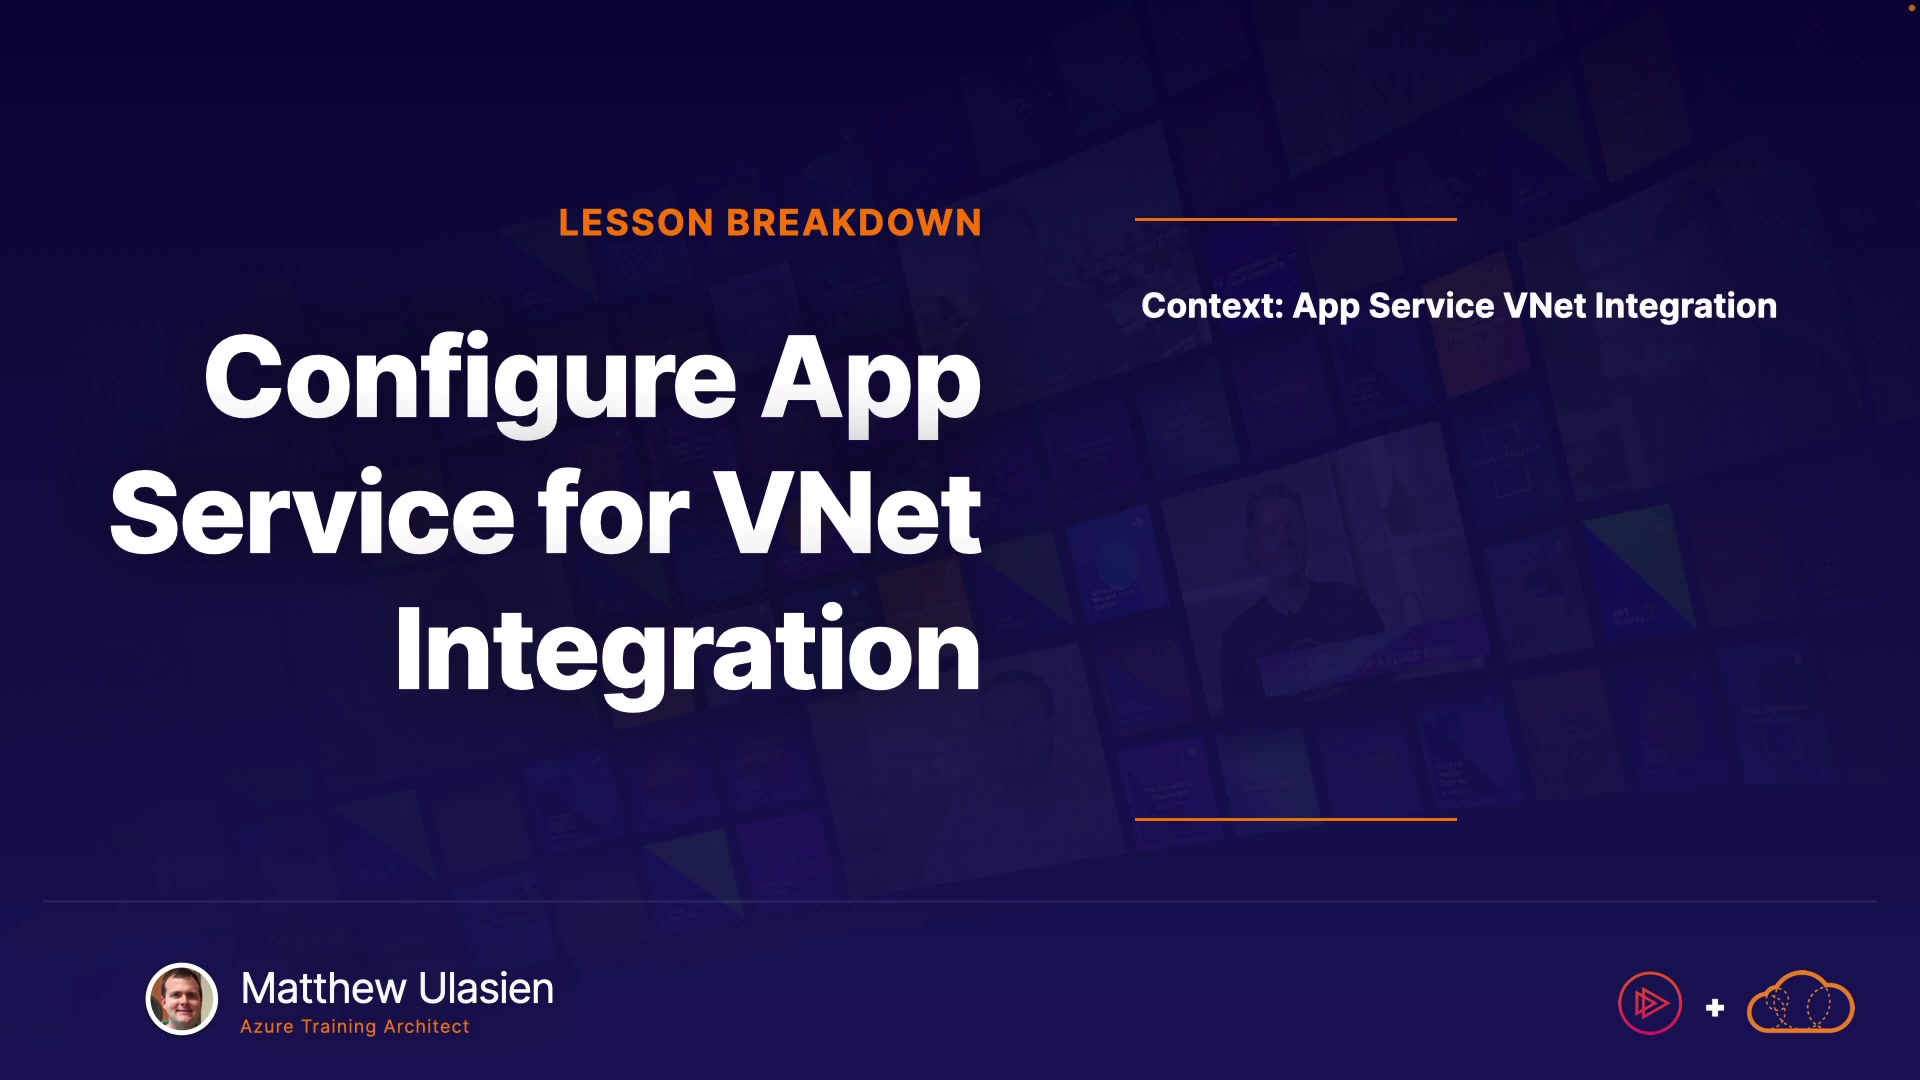 LESSON BREAKDOWN
Configure App
Service for VNet
Integration
Context: App Service VNet Integration
Matthew Ulasien
Azure Training Architect
+